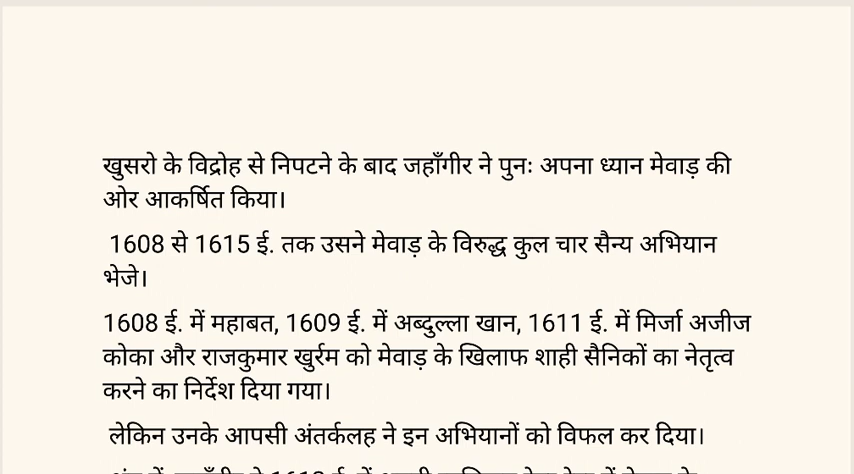 खुसरो के विद्रोह से निपटने के बाद जहाँगीर ने पुनः अपना ध्यान मेवाड़ की
ओर आकर्षित किया।
1608 से 1615 ई. तक उसने मेवाड़ के विरुद्ध कुल चार सैन्य अभियान
भेजे।
1608 ई. में महाबत, 1609 ई. में अब्दुल्ला खान, 1611 ई. में मिर्जा अजीज
कोका और राजकुमार खुर्रम को मेवाड़ के खिलाफ शाही सैनिकों का नेतृत्व
करने का निर्देश दिया गया।
लेकिन उनके आपसी अंतर्कलह ने इन अभियानों को विफल कर दिया।